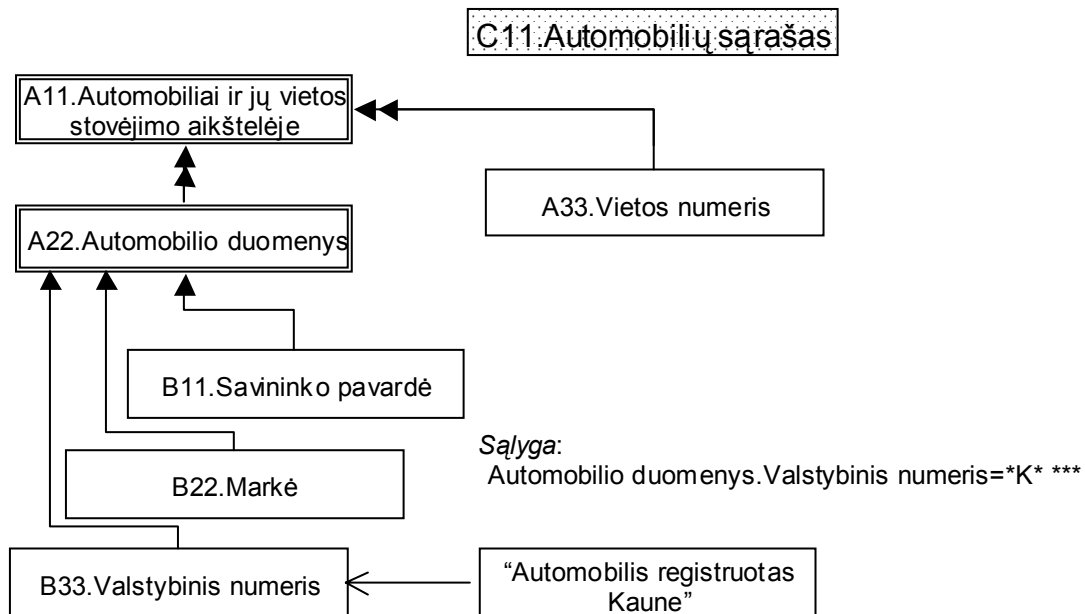 C11.Automobilių sąrašas
A11.Automobiliai ir jų vietos
stovėjimo aikštelėje
A33.Vietos numeris
A22.Automobilio duomenys
B11.Savininko pavardė
Sąlyga:
Automobilio duomenys.Valstybinis numeris=*K* ***
B22.Markė
B33.Valstybinis numeris
“Automobilis registruotas
Kaune”